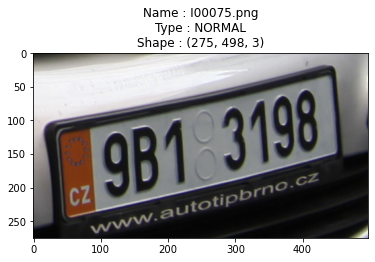 Name : I00075.png
Type : NORMAL
Shape : (275, 498, 3)
0
50
100
150
200
250
CZ 9B1 3198
www.autotipbrno.cz
0 100 200 300 400